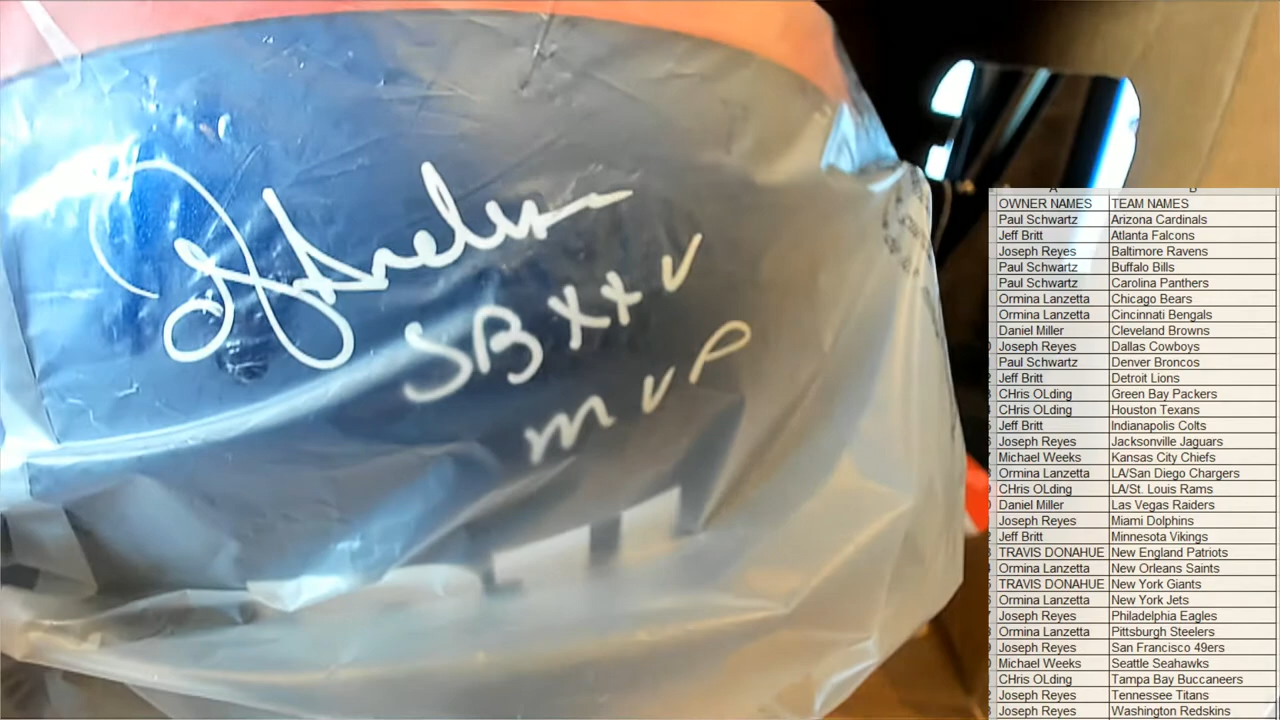 OJ Anderson
SB XXV
MVP
A B
OWNER NAMES TEAM NAMES
Paul Schwartz Arizona Cardinals
Jeff Britt Atlanta Falcons
Joseph Reyes Baltimore Ravens
Paul Schwartz Buffalo Bills
Paul Schwartz Carolina Panthers
Ormina Lanzetta Chicago Bears
Ormina Lanzetta Cincinnati Bengals
Daniel Miller Cleveland Browns
Joseph Reyes Dallas Cowboys
Paul Schwartz Denver Broncos
Jeff Britt Detroit Lions
CHris OLding Green Bay Packers
CHris OLding Houston Texans
Jeff Britt Indianapolis Colts
Joseph Reyes Jacksonville Jaguars
Michael Weeks Kansas City Chiefs
Ormina Lanzetta LA/San Diego Chargers
CHris OLding LA/St. Louis Rams
Daniel Miller Las Vegas Raiders
Joseph Reyes Miami Dolphins
Jeff Britt Minnesota Vikings
TRAVIS DONAHUE New England Patriots
Ormina Lanzetta New Orleans Saints
TRAVIS DONAHUE New York Giants
Ormina Lanzetta New York Jets
Joseph Reyes Philadelphia Eagles
Ormina Lanzetta Pittsburgh Steelers
Joseph Reyes San Francisco 49ers
Michael Weeks Seattle Seahawks
CHris OLding Tampa Bay Buccaneers
Joseph Reyes Tennessee Titans
Joseph Reyes Washington Redskins